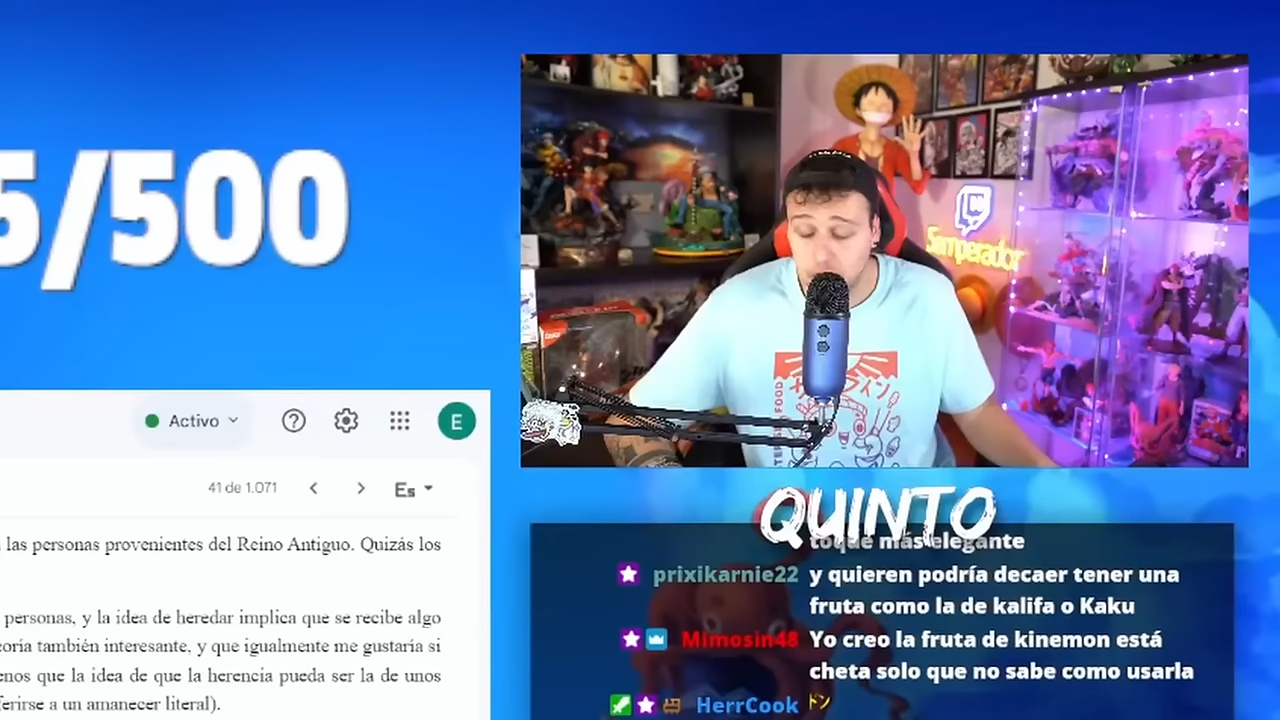 5/500
Samperador
Activo
E
41 de 1.071
Es
las personas provenientes del Reino Antiguo. Quizás los
personas, y la idea de heredar implica que se recibe algo
oría también interesante, y que igualmente me gustaría si
enos que la idea de que la herencia pueda ser la de unos
ferirse a un amanecer literal).
QUINTO
toque más elegante
prixikarnie22 y quieren podría decaer tener una
fruta como la de kalifa o Kaku
Mimosin48 Yo creo la fruta de kinemon está
cheta solo que no sabe como usarla
HerrCook ドン